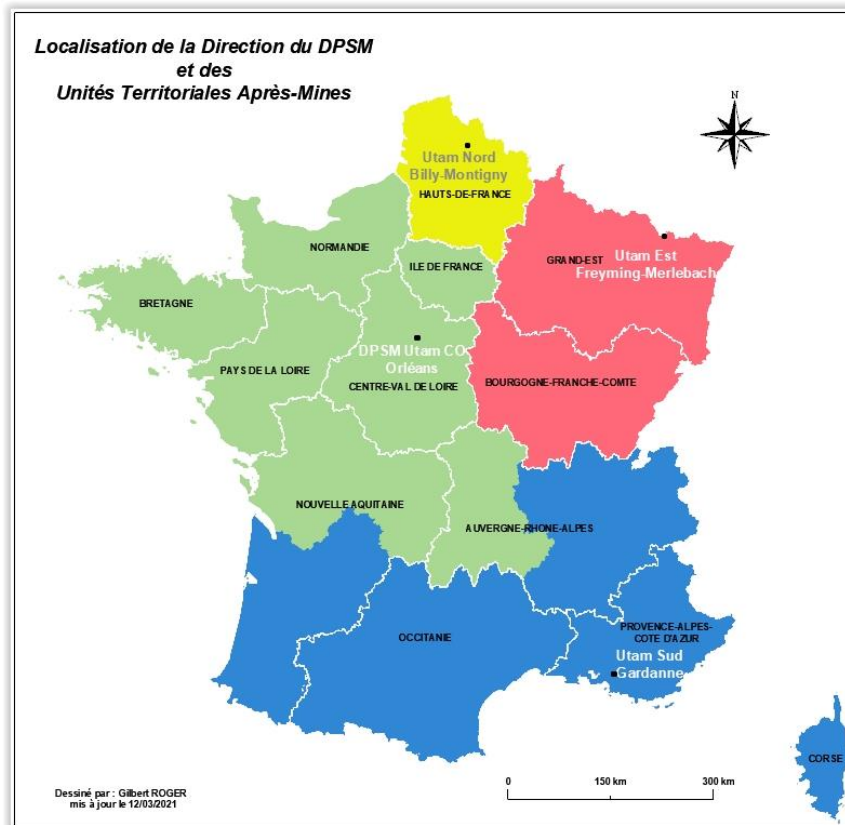 Localisation de la Direction du DPSM
et des
Unités Territoriales Après-Mines
N
Utam Nord
Billy-Montigny
HAUTS-DE-FRANCE
NORMANDIE
ILE DE FRANCE
GRAND-EST
Utam Est
Freyming-Merlebach
BRETAGNE
PAYS DE LA LOIRE
DPSM Utam CO
Orléans
CENTRE-VAL DE LOIRE
BOURGOGNE-FRANCHE-COMTE
NOUVELLE AQUITAINE
AUVERGNE-RHONE-ALPES
OCCITANIE
PROVENCE-ALPES-
COTE D'AZUR
Utam Sud
Gardanne
CORSE
0 150 km 300 km
Dessiné par : Gilbert ROGER
mis à jour le 12/03/2021